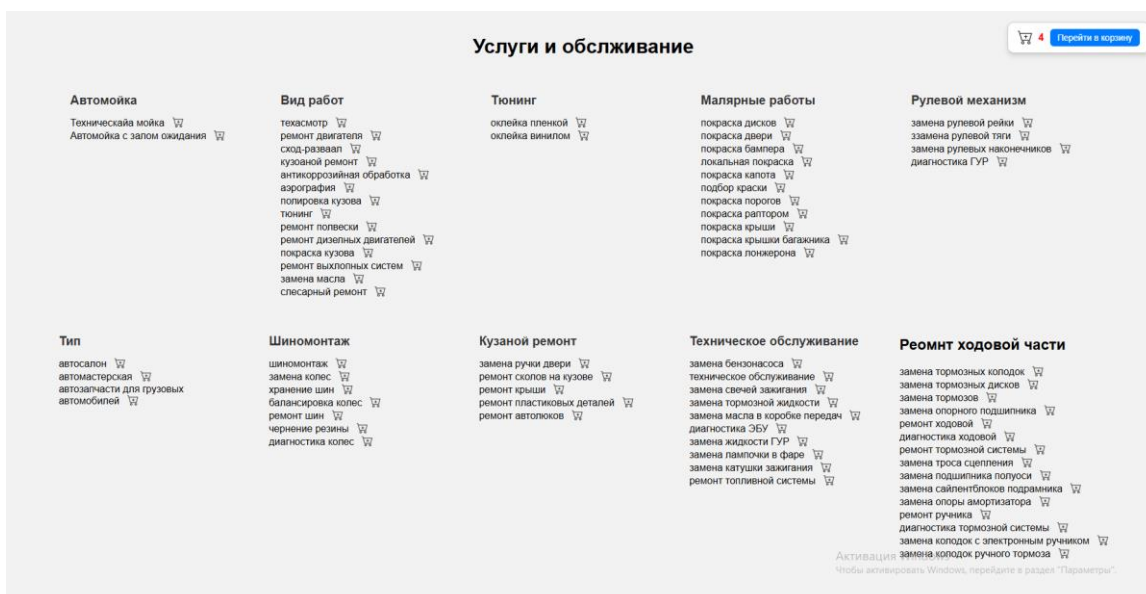 Услуги и обслживание
4 Перейти в корзину
Автомойка
Техническайа мойка
Автомойка с залом ожидания
Вид работ
техасмотр
ремонт двигателя
сход-разваал
кузоаной ремонт
антикоррозийная обработка
аэрография
полировка кузова
тюнинг
ремонт полвески
ремонт дизелных двигателей
покраска кузова
ремонт выхлопных систем
замена масла
слесарный ремонт
Тюнинг
оклейка пленкой
оклейка винилом
Малярные работы
покраска дисков
покраска двери
покраска бампера
локальная покраска
покраска капота
подбор краски
покраска порогов
покраска раптором
покраска крыши
покраска крышки багажника
покраска лонжерона
Рулевой механизм
замена рулевой рейки
ззамена рулевой тяги
замена рулевых наконечников
диагностика ГУР
Тип
автосалон
автомастерская
автозапчасти для грузовых
автомобилей
Шиномонтаж
шиномонтаж
замена колес
хранение шин
балансировка колес
ремонт шин
чернение резины
диагностика колес
Кузаной ремонт
замена ручки двери
ремонт сколов на кузове
ремонт крыши
ремонт пластиковых деталей
ремонт автолюков
Техническое обслуживание
замена бензонасоса
техническое обслуживание
замена свечей зажигания
замена тормозной жидкости
замена масла в коробке передач
диагностика ЭБУ
замена жидкости ГУР
замена лампочки в фаре
замена катушки зажигания
ремонт топливной системы
Реомнт ходовой части
замена тормозных колодок
замена тормозных дисков
замена тормозов
замена опорного подшипника
ремонт ходовой
диагностика ходовой
ремонт тормозной системы
замена троса сцепления
замена подшипника полуоси
замена сайлентблоков подрамника
замена опоры амортизатора
ремонт ручника
диагностика тормозной системы
замена колодок с электронным ручником
замена колодок ручного тормоза
Активация Windows
Чтобы активировать Windows, перейдите в раздел "Параметры".